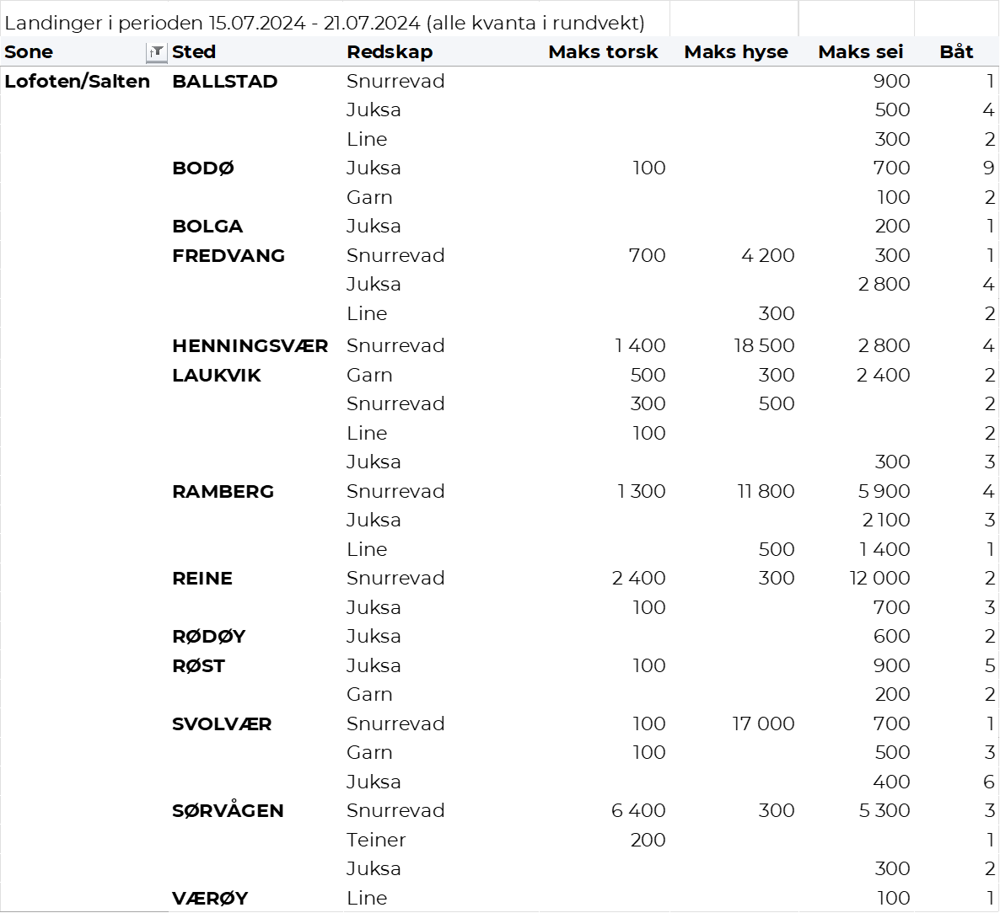 Landinger i perioden 15.07.2024 - 21.07.2024 (alle kvanta i rundvekt)
Sone Sted Redskap Maks torsk Maks hyse Maks sei Båt
Lofoten/Salten BALLSTAD Snurrevad 900 1
Juksa 500 4
Line 300 2
BODØ Juksa 100 700 9
Garn 100 2
BOLGA Juksa 200 1
FREDVANG Snurrevad 700 4 200 300 1
Juksa 2 800 4
Line 300 2
HENNINGSVÆR Snurrevad 1 400 18 500 2 800 4
LAUKVIK Garn 500 300 2 400 2
Snurrevad 300 500 2
Line 100 2
Juksa 300 3
RAMBERG Snurrevad 1 300 11 800 5 900 4
Juksa 2 100 3
Line 500 1 400 1
REINE Snurrevad 2 400 300 12 000 2
Juksa 100 700 3
RØDØY Juksa 600 2
RØST Juksa 100 900 5
Garn 200 2
SVOLVÆR Snurrevad 100 17 000 700 1
Garn 100 500 3
Juksa 400 6
SØRVÅGEN Snurrevad 6 400 300 5 300 3
Teiner 200 1
Juksa 300 2
VÆRØY Line 100 1